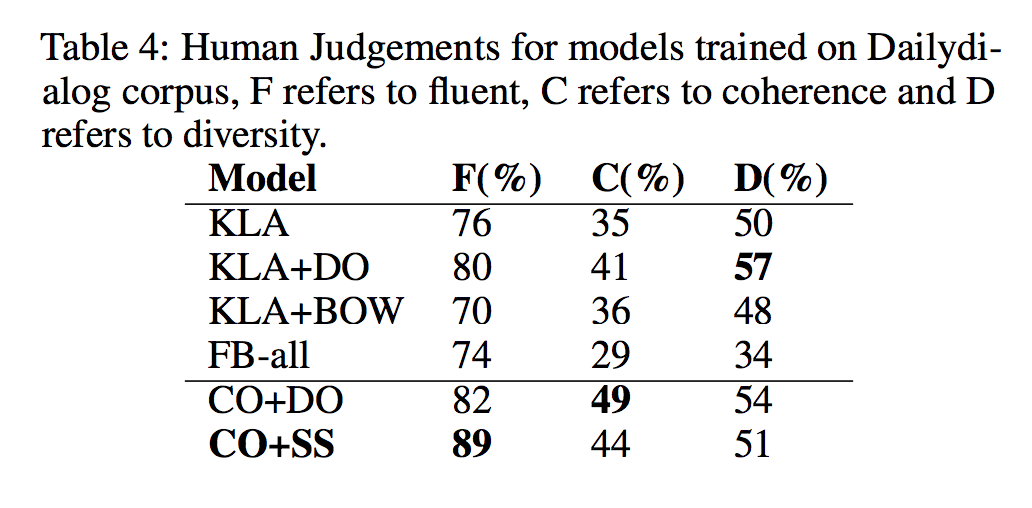 Table 4: Human Judgements for models trained on Dailydi-
alog corpus, F refers to fluent, C refers to coherence and D
refers to diversity.
Model F(%) C(%) D(%)
KLA 76 35 50
KLA+DO 80 41 57
KLA+BOW 70 36 48
FB-all 74 29 34
CO+DO 82 49 54
CO+SS 89 44 51